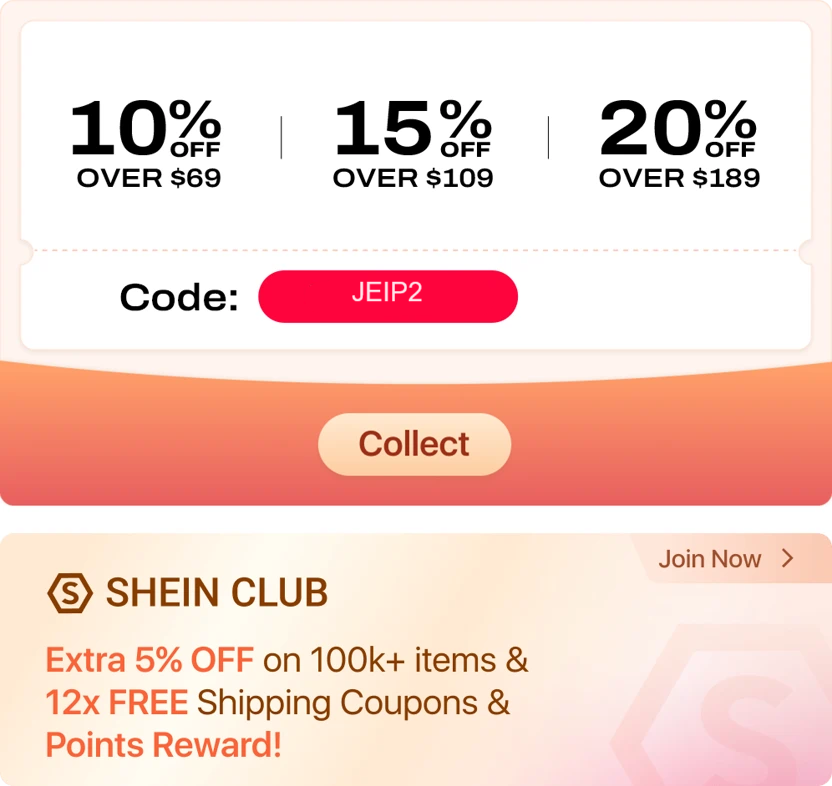 10% OFF
OVER $69
15% OFF
OVER $109
20% OFF
OVER $189
Code: JEIP2
Collect
Join Now
S SHEIN CLUB
Extra 5% OFF on 100k+ items &
12x FREE Shipping Coupons &
Points Reward!
S